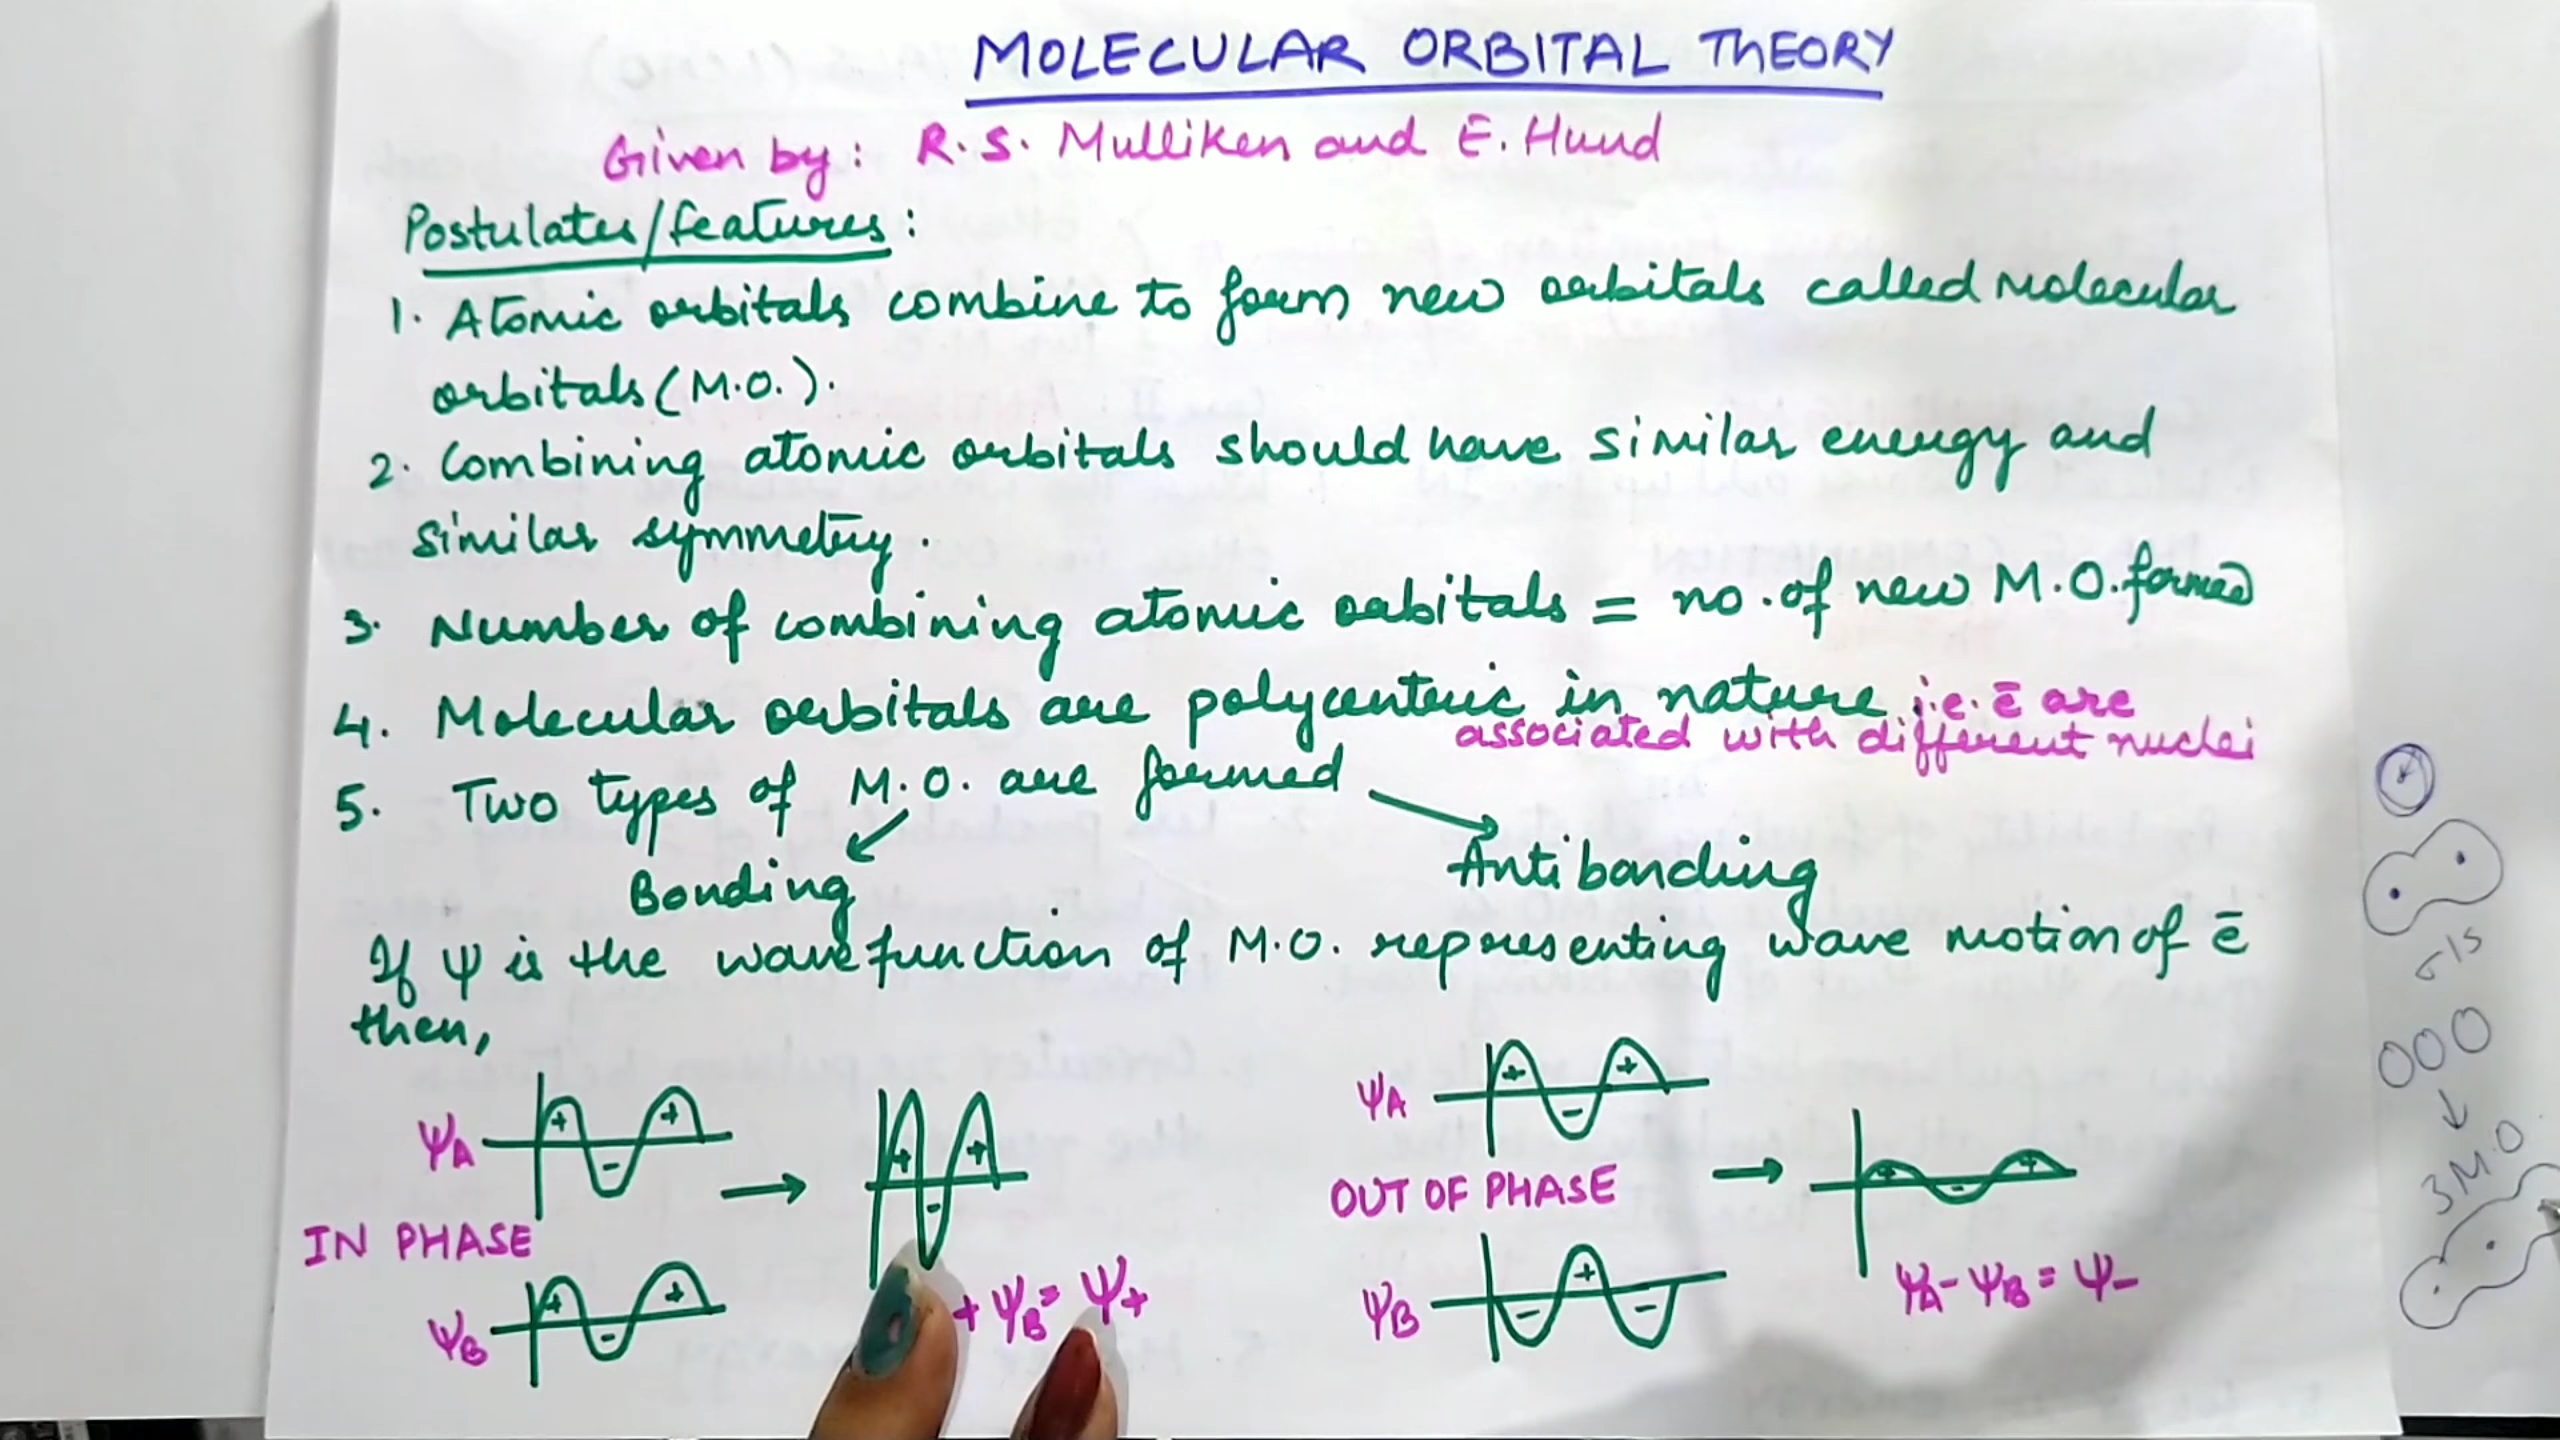 MOLECULAR ORBITAL THEORY
Given by: R.S. Mulliken and E. Hund
Postulates/features:
1. Atomic orbitals combine to form new orbitals called Molecular
orbitals (M.O.).
2. Combining atomic orbitals should have similar energy and
similar symmetry.
3. Number of combining atomic orbitals = no. of new M.O. formed
4. Molecular orbitals are polycentric in nature i.e. ē are
associated with different nuclei
5. Two types of M.O. are formed
Bonding
Antibonding
If ψ is the wave function of M.O. representing wave motion of ē
then,
ψA
+ - +
+ - +
IN PHASE
ψB
+ - +
+ ψB = ψ+
ψA
+ - +
OUT OF PHASE
ψB
- + -
+ - +
ψA - ψB = ψ-
σ1s
3 M.O